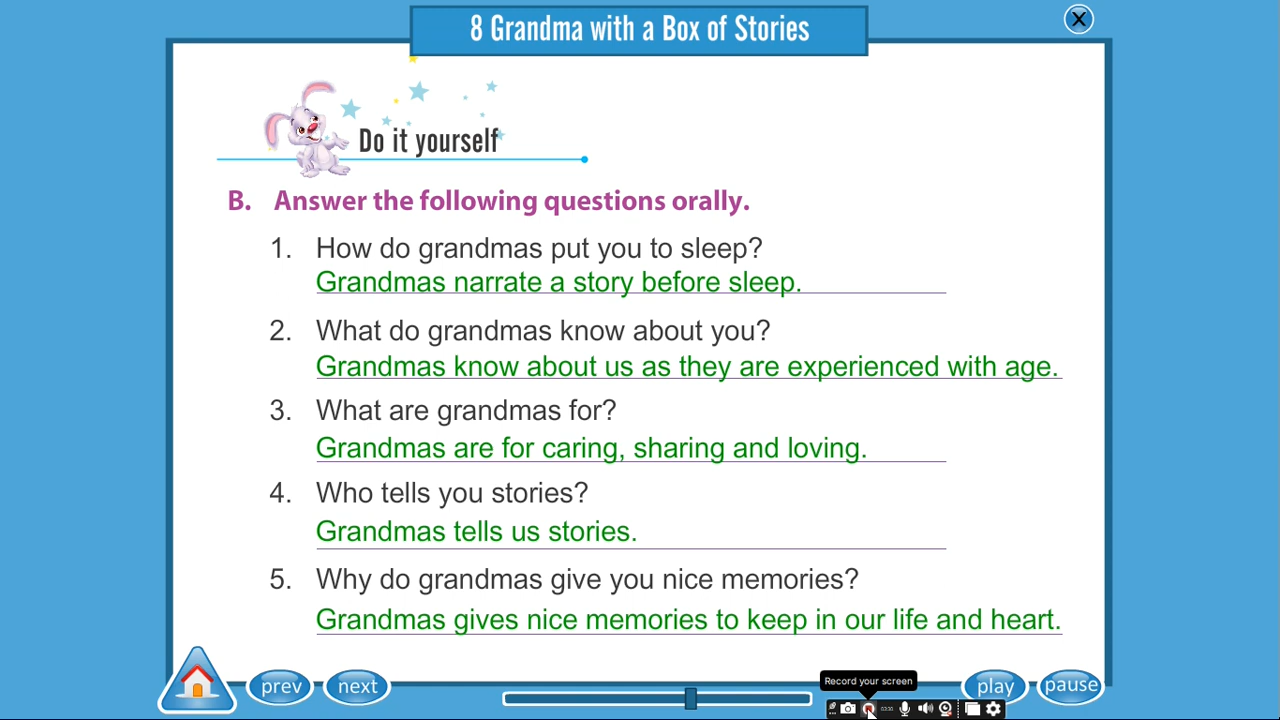 8 Grandma with a Box of Stories
X
Do it yourself
B. Answer the following questions orally.
1. How do grandmas put you to sleep?
Grandmas narrate a story before sleep.
2. What do grandmas know about you?
Grandmas know about us as they are experienced with age.
3. What are grandmas for?
Grandmas are for caring, sharing and loving.
4. Who tells you stories?
Grandmas tells us stories.
5. Why do grandmas give you nice memories?
Grandmas gives nice memories to keep in our life and heart.
prev next play pause
Record your screen